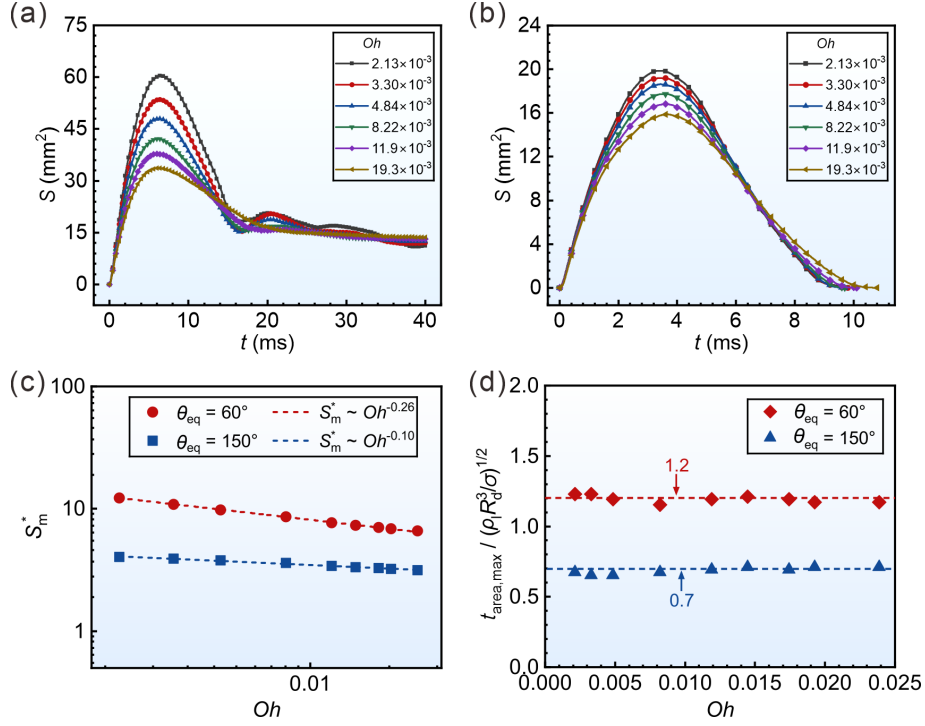 (a)
75
60
45
30
15
0
S (mm²)
0 10 20 30 40
t (ms)
Oh
2.13×10⁻³
3.30×10⁻³
4.84×10⁻³
8.22×10⁻³
11.9×10⁻³
19.3×10⁻³
(b)
24
20
16
12
8
4
0
S (mm²)
0 2 4 6 8 10
t (ms)
Oh
2.13×10⁻³
3.30×10⁻³
4.84×10⁻³
8.22×10⁻³
11.9×10⁻³
19.3×10⁻³
(c)
100
10
1
S*ₘ
0.01
Oh
θeq = 60° S*ₘ ~ Oh⁻⁰·²⁶
θeq = 150° S*ₘ ~ Oh⁻⁰·¹⁰
(d)
2.0
1.5
1.0
0.5
0.0
t area,max / (ρₗR³d/σ)¹/²
0.000 0.005 0.010 0.015 0.020 0.025
Oh
θeq = 60°
θeq = 150°
1.2
0.7